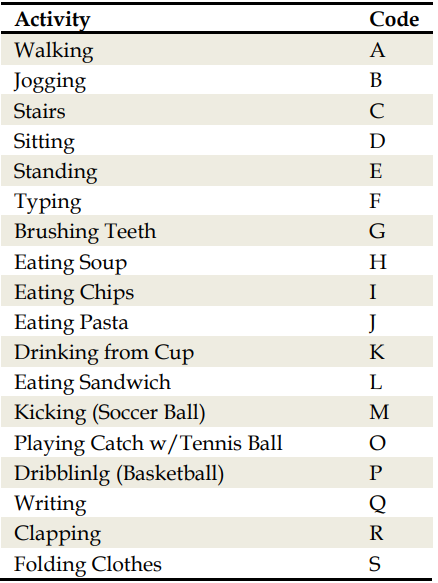 Activity Code
Walking A
Jogging B
Stairs C
Sitting D
Standing E
Typing F
Brushing Teeth G
Eating Soup H
Eating Chips I
Eating Pasta J
Drinking from Cup K
Eating Sandwich L
Kicking (Soccer Ball) M
Playing Catch w/Tennis Ball O
Dribblinlg (Basketball) P
Writing Q
Clapping R
Folding Clothes S